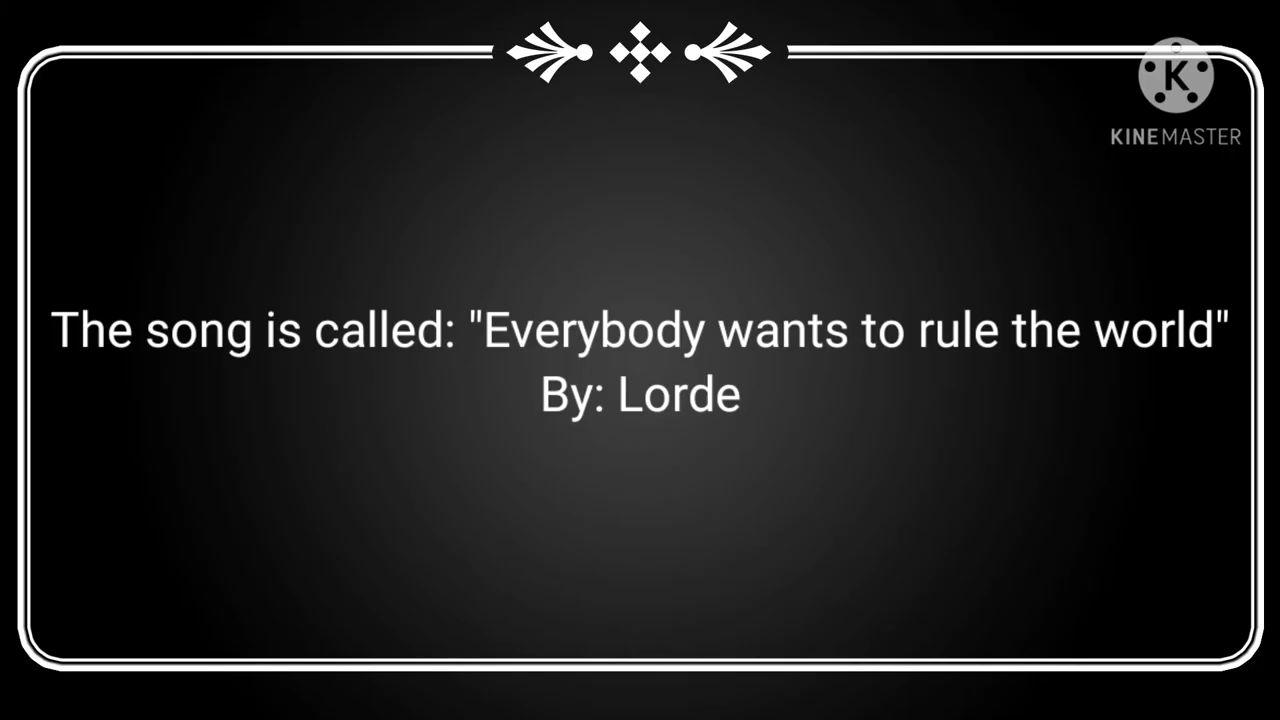 K
KINEMASTER
The song is called: "Everybody wants to rule the world"
By: Lorde